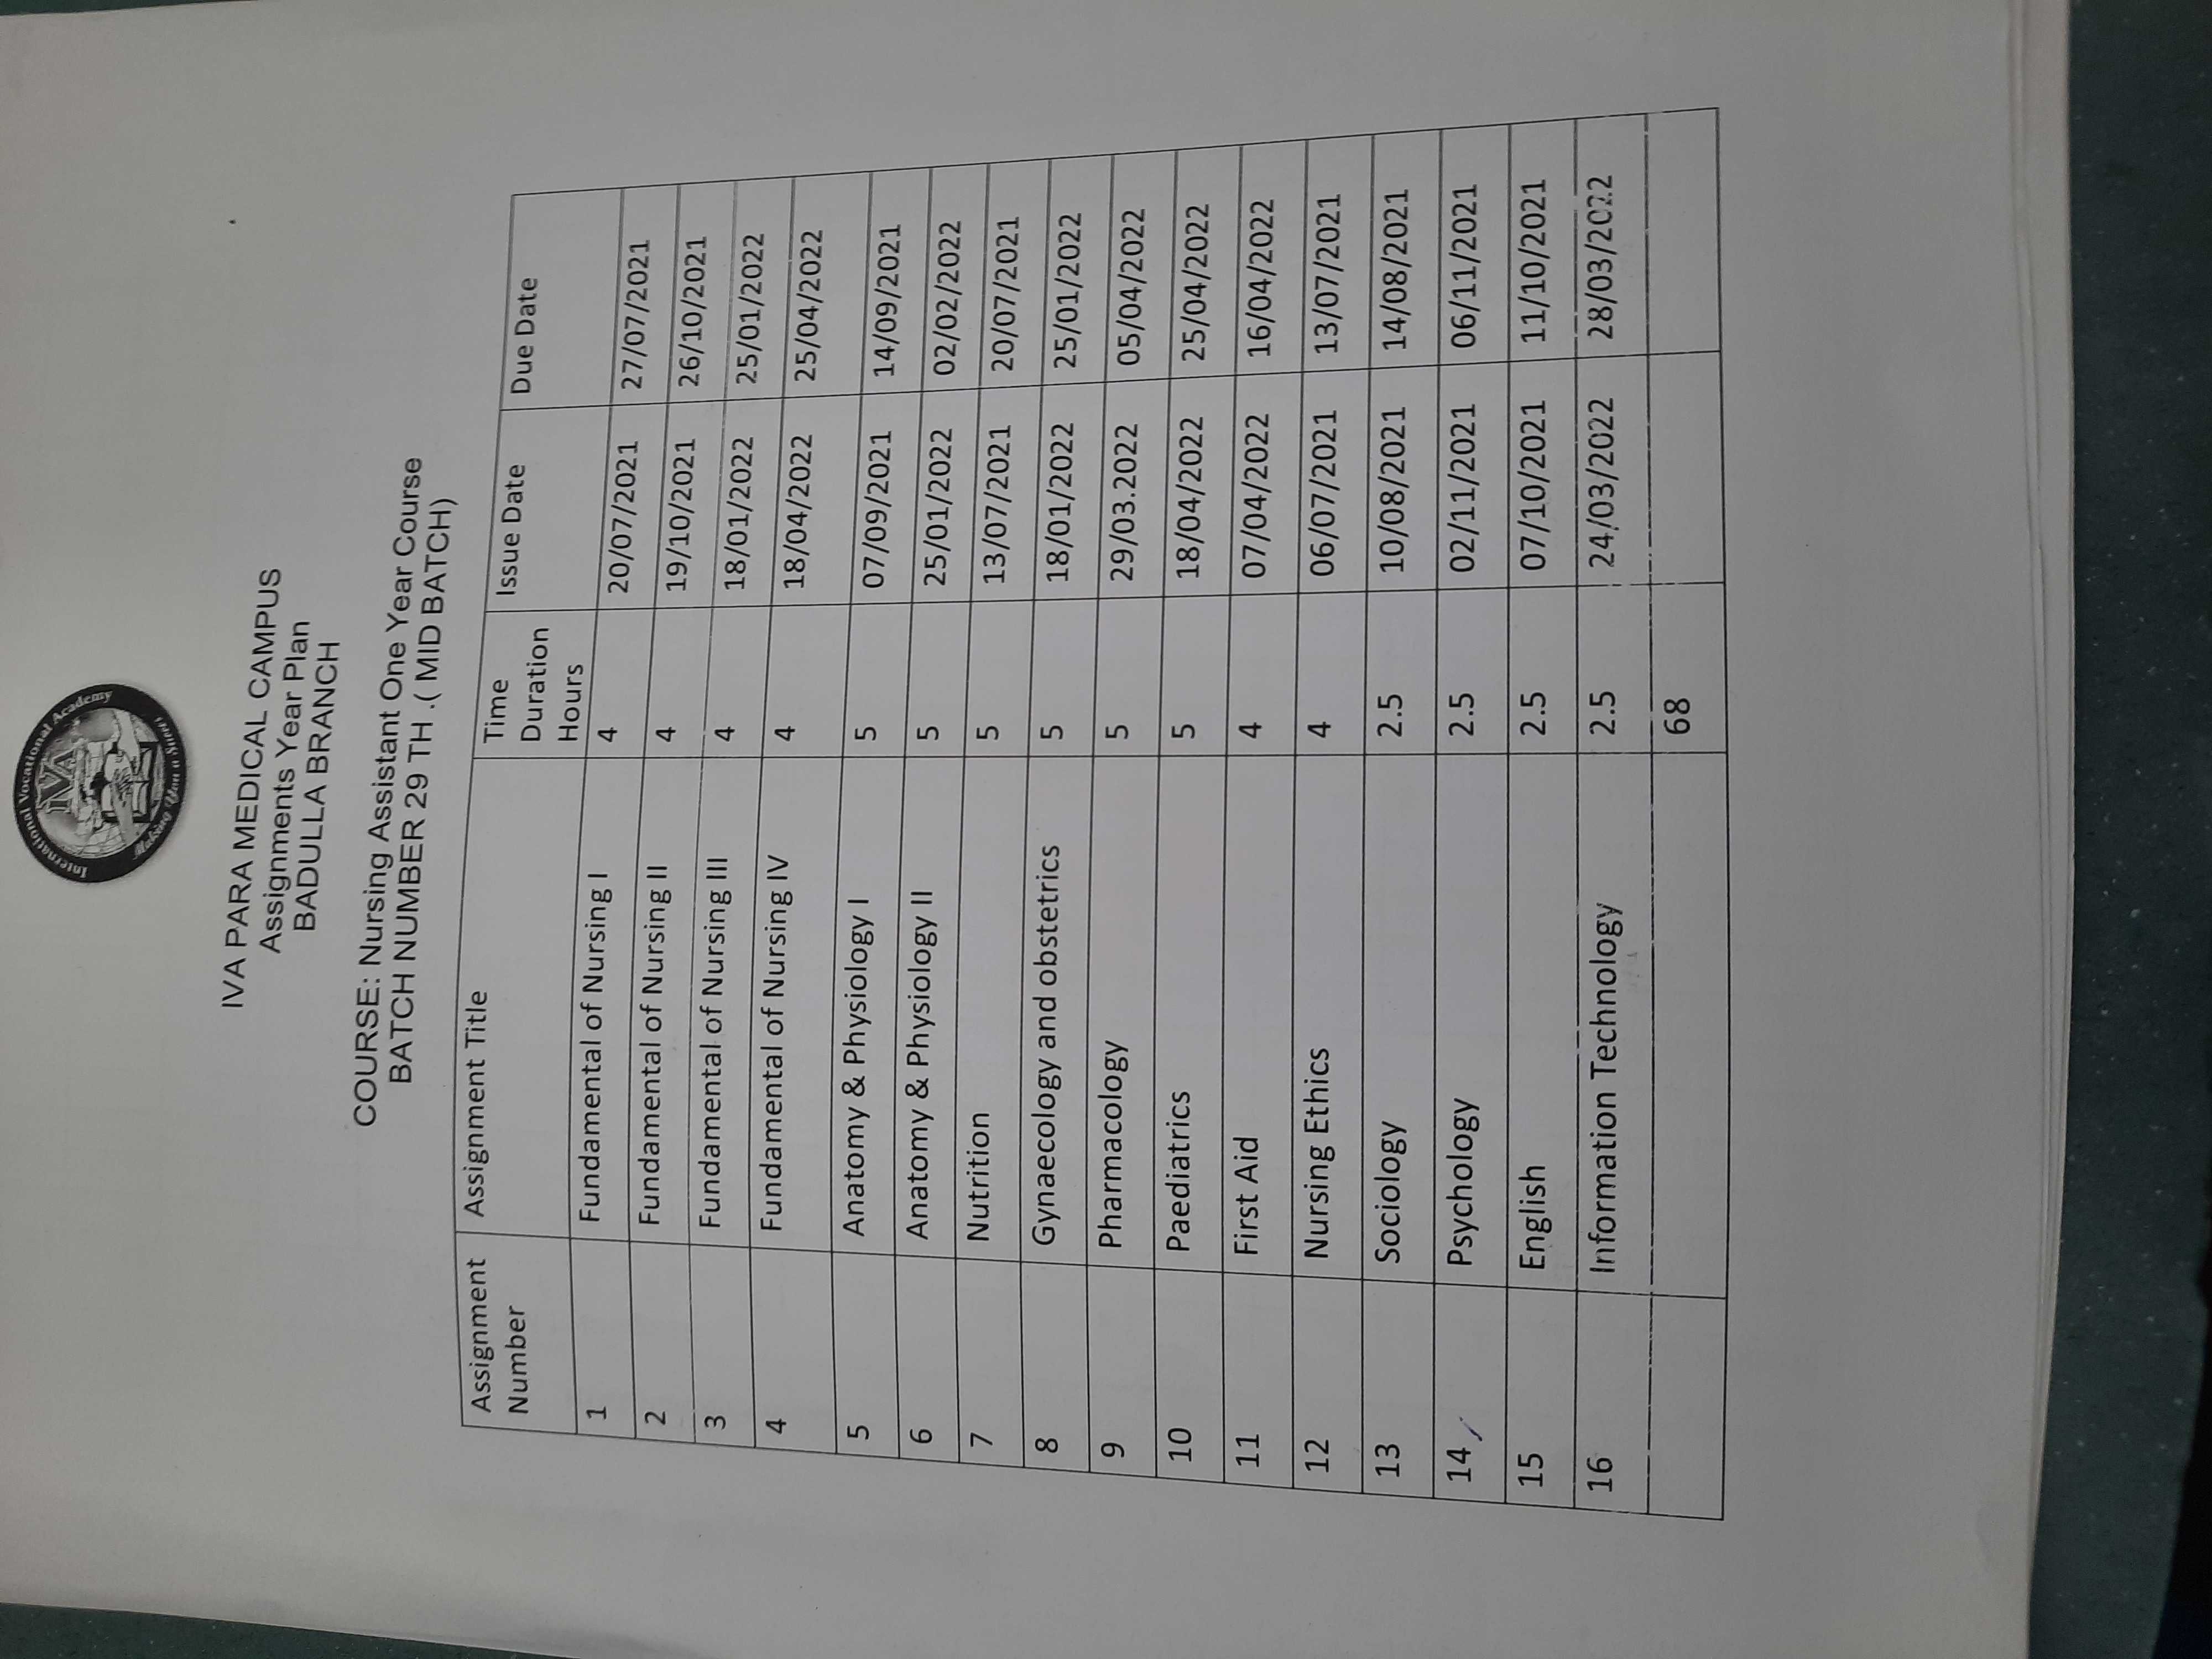 International Vocational Academy
IVA
Making You a Sweet
IVA PARA MEDICAL CAMPUS
Assignments Year Plan
BADULLA BRANCH
COURSE: Nursing Assistant One Year Course
BATCH NUMBER 29 TH .( MID BATCH)
Assignment Number Assignment Title Time Duration Hours Issue Date Due Date
1 Fundamental of Nursing I 4 20/07/2021 27/07/2021
2 Fundamental of Nursing II 4 19/10/2021 26/10/2021
3 Fundamental of Nursing III 4 18/01/2022 25/01/2022
4 Fundamental of Nursing IV 4 18/04/2022 25/04/2022
5 Anatomy & Physiology I 5 07/09/2021 14/09/2021
6 Anatomy & Physiology II 5 25/01/2022 02/02/2022
7 Nutrition 5 13/07/2021 20/07/2021
8 Gynaecology and obstetrics 5 18/01/2022 25/01/2022
9 Pharmacology 5 29/03.2022 05/04/2022
10 Paediatrics 5 18/04/2022 25/04/2022
11 First Aid 4 07/04/2022 16/04/2022
12 Nursing Ethics 4 06/07/2021 13/07/2021
13 Sociology 2.5 10/08/2021 14/08/2021
14 Psychology 2.5 02/11/2021 06/11/2021
15 English 2.5 07/10/2021 11/10/2021
16 Information Technology 2.5 24/03/2022 28/03/2022
68